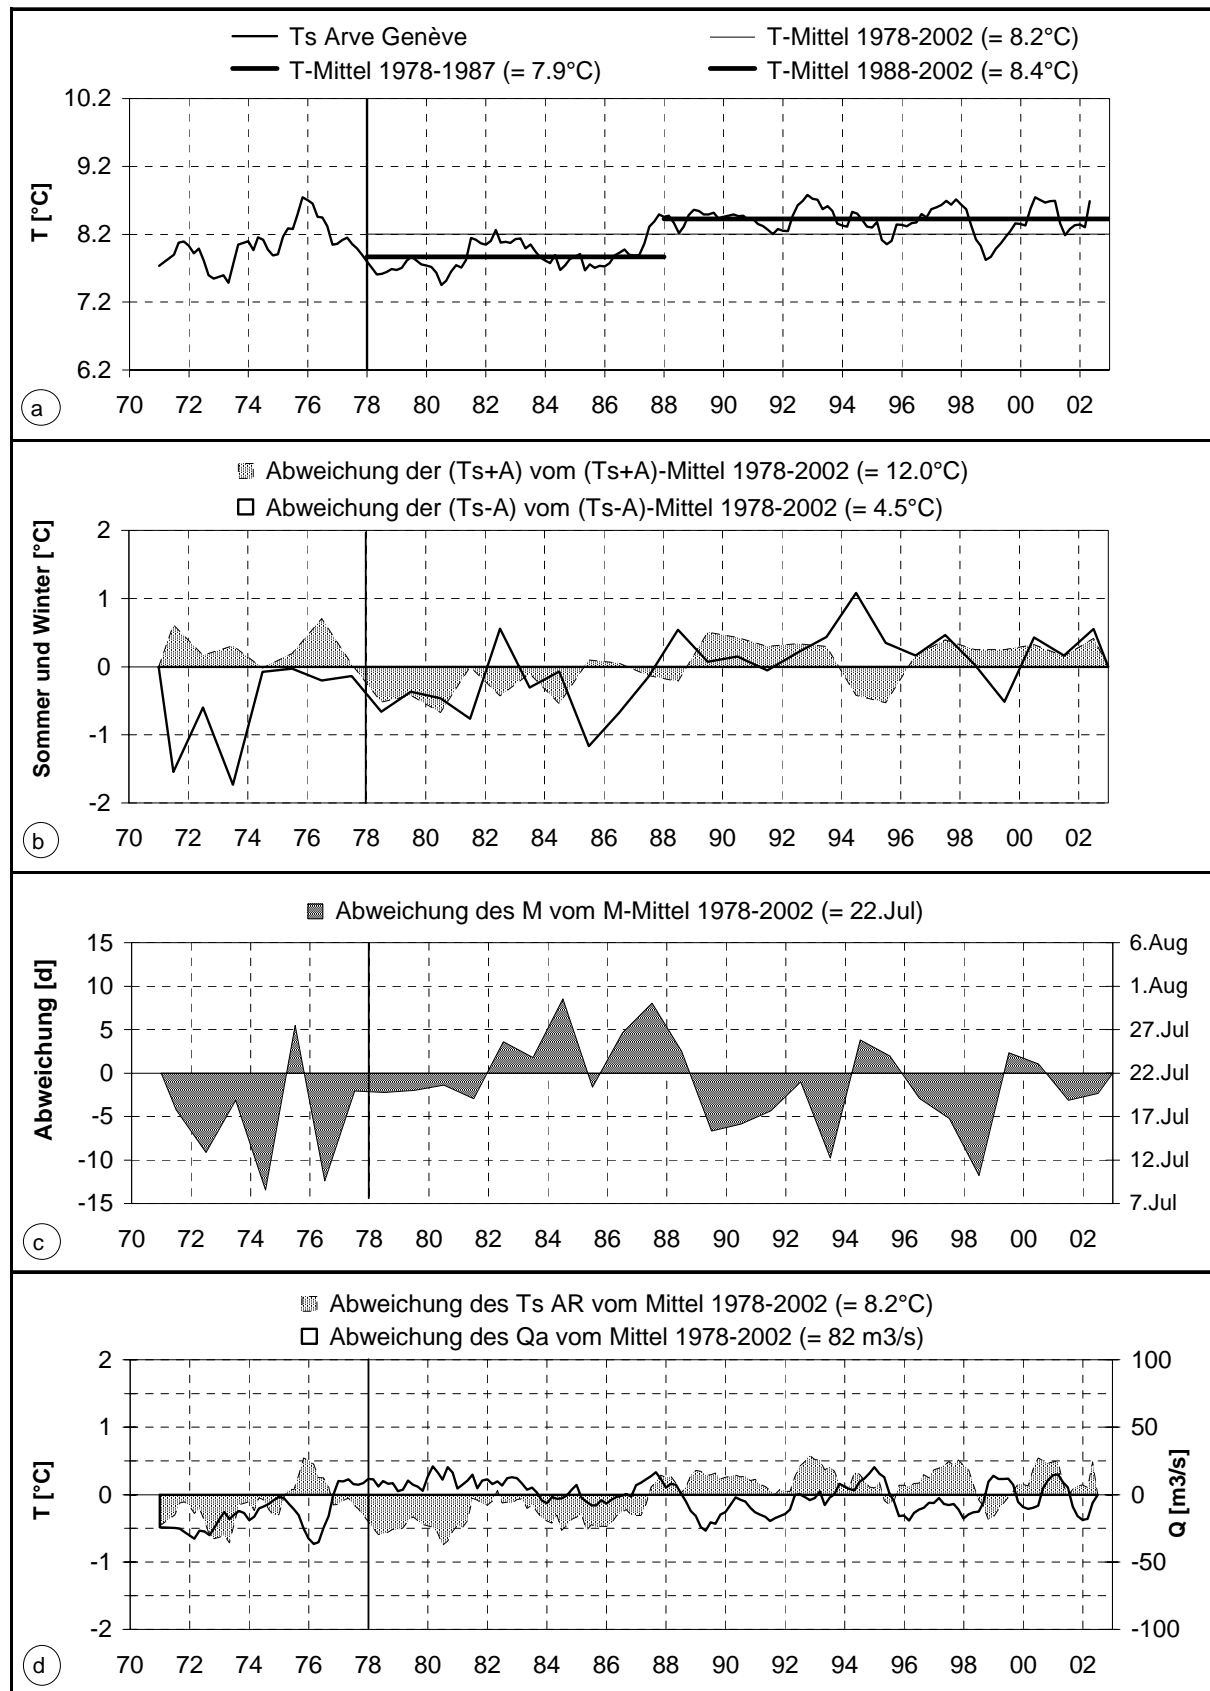 Ts Arve Genève
T-Mittel 1978-2002 (= 8.2°C)
T-Mittel 1978-1987 (= 7.9°C)
T-Mittel 1988-2002 (= 8.4°C)
10.2
9.2
8.2
7.2
6.2
T [°C]
70 72 74 76 78 80 82 84 86 88 90 92 94 96 98 00 02
a
Abweichung der (Ts+A) vom (Ts+A)-Mittel 1978-2002 (= 12.0°C)
Abweichung der (Ts-A) vom (Ts-A)-Mittel 1978-2002 (= 4.5°C)
2
1
0
-1
-2
Sommer und Winter [°C]
70 72 74 76 78 80 82 84 86 88 90 92 94 96 98 00 02
b
Abweichung des M vom M-Mittel 1978-2002 (= 22.Jul)
15
10
5
0
-5
-10
-15
Abweichung [d]
6.Aug
1.Aug
27.Jul
22.Jul
17.Jul
12.Jul
7.Jul
70 72 74 76 78 80 82 84 86 88 90 92 94 96 98 00 02
c
Abweichung des Ts AR vom Mittel 1978-2002 (= 8.2°C)
Abweichung des Qa vom Mittel 1978-2002 (= 82 m3/s)
2
1
0
-1
-2
T [°C]
100
50
0
-50
-100
Q [m3/s]
70 72 74 76 78 80 82 84 86 88 90 92 94 96 98 00 02
d